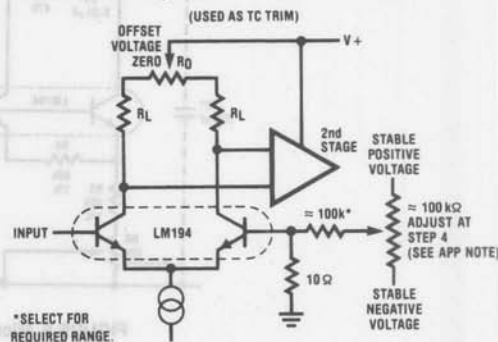 (USED AS TC TRIM)
OFFSET
VOLTAGE
ZERO
R0
V+
RL
RL
2nd
STAGE
STABLE
POSITIVE
VOLTAGE
≈ 100k*
≈ 100 kΩ
ADJUST AT
STEP 4
(SEE APP NOTE)
INPUT
LM194
10Ω
STABLE
NEGATIVE
VOLTAGE
*SELECT FOR
REQUIRED RANGE.